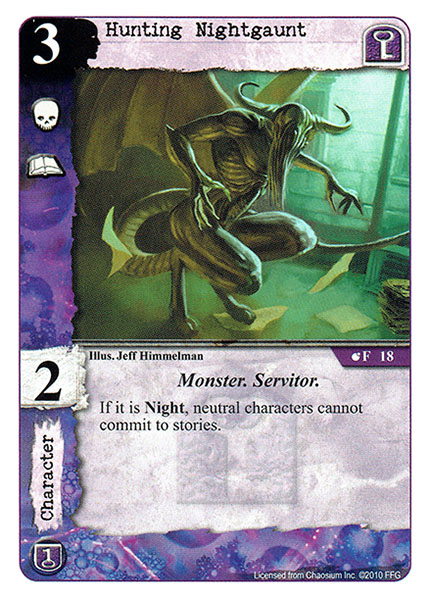 3
Hunting Nightgaunt
Illus. Jeff Himmelman
F 18
2
Monster. Servitor.
If it is Night, neutral characters cannot
commit to stories.
Character
1
Licensed from Chaosium Inc. ©2010 FFG